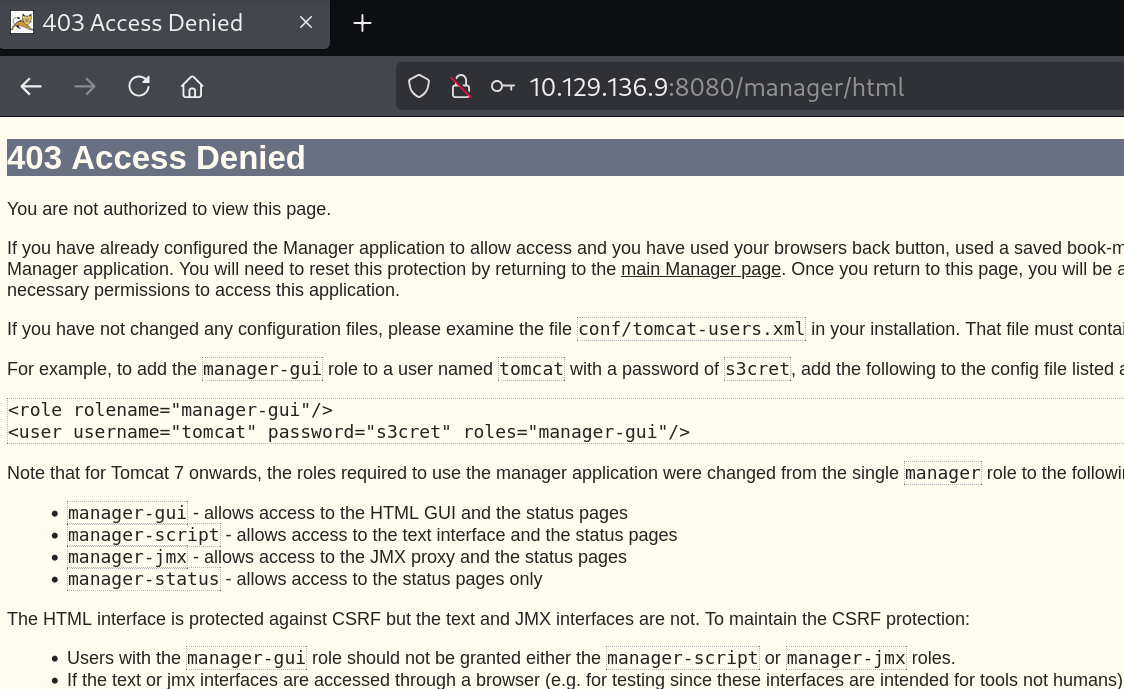 403 Access Denied
10.129.136.9:8080/manager/html
403 Access Denied
You are not authorized to view this page.
If you have already configured the Manager application to allow access and you have used your browsers back button, used a saved book-m
Manager application. You will need to reset this protection by returning to the main Manager page. Once you return to this page, you will be a
necessary permissions to access this application.
If you have not changed any configuration files, please examine the file conf/tomcat-users.xml in your installation. That file must contai
For example, to add the manager-gui role to a user named tomcat with a password of s3cret, add the following to the config file listed a
<role rolename="manager-gui"/>
<user username="tomcat" password="s3cret" roles="manager-gui"/>
Note that for Tomcat 7 onwards, the roles required to use the manager application were changed from the single manager role to the followin
• manager-gui - allows access to the HTML GUI and the status pages
• manager-script - allows access to the text interface and the status pages
• manager-jmx - allows access to the JMX proxy and the status pages
• manager-status - allows access to the status pages only
The HTML interface is protected against CSRF but the text and JMX interfaces are not. To maintain the CSRF protection:
• Users with the manager-gui role should not be granted either the manager-script or manager-jmx roles.
• If the text or jmx interfaces are accessed through a browser (e.g. for testing since these interfaces are intended for tools not humans)